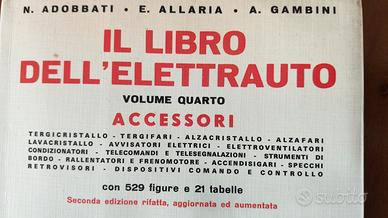 N. ADOBBATI • E. ALLARIA • A. GAMBINI
IL LIBRO
DELL'ELETTRAUTO
VOLUME QUARTO
ACCESSORI
TERGICRISTALLO - TERGIFARI - ALZACRISTALLO - ALZAFARI
LAVACRISTALLO - AVVISATORI ELETTRICI - ELETTROVENTILATORI
CONDIZIONATORI - TELECOMANDI E TELESEGNALAZIONI - STRUMENTI DI
BORDO - RALLENTATORI E FRENOMOTORE - ACCENDISIGARI - SPECCHI
RETROVISORI - DISPOSITIVI COMANDO E CONTROLLO
con 529 figure e 21 tabelle
Seconda edizione rifatta, aggiornata ed aumentata
subito